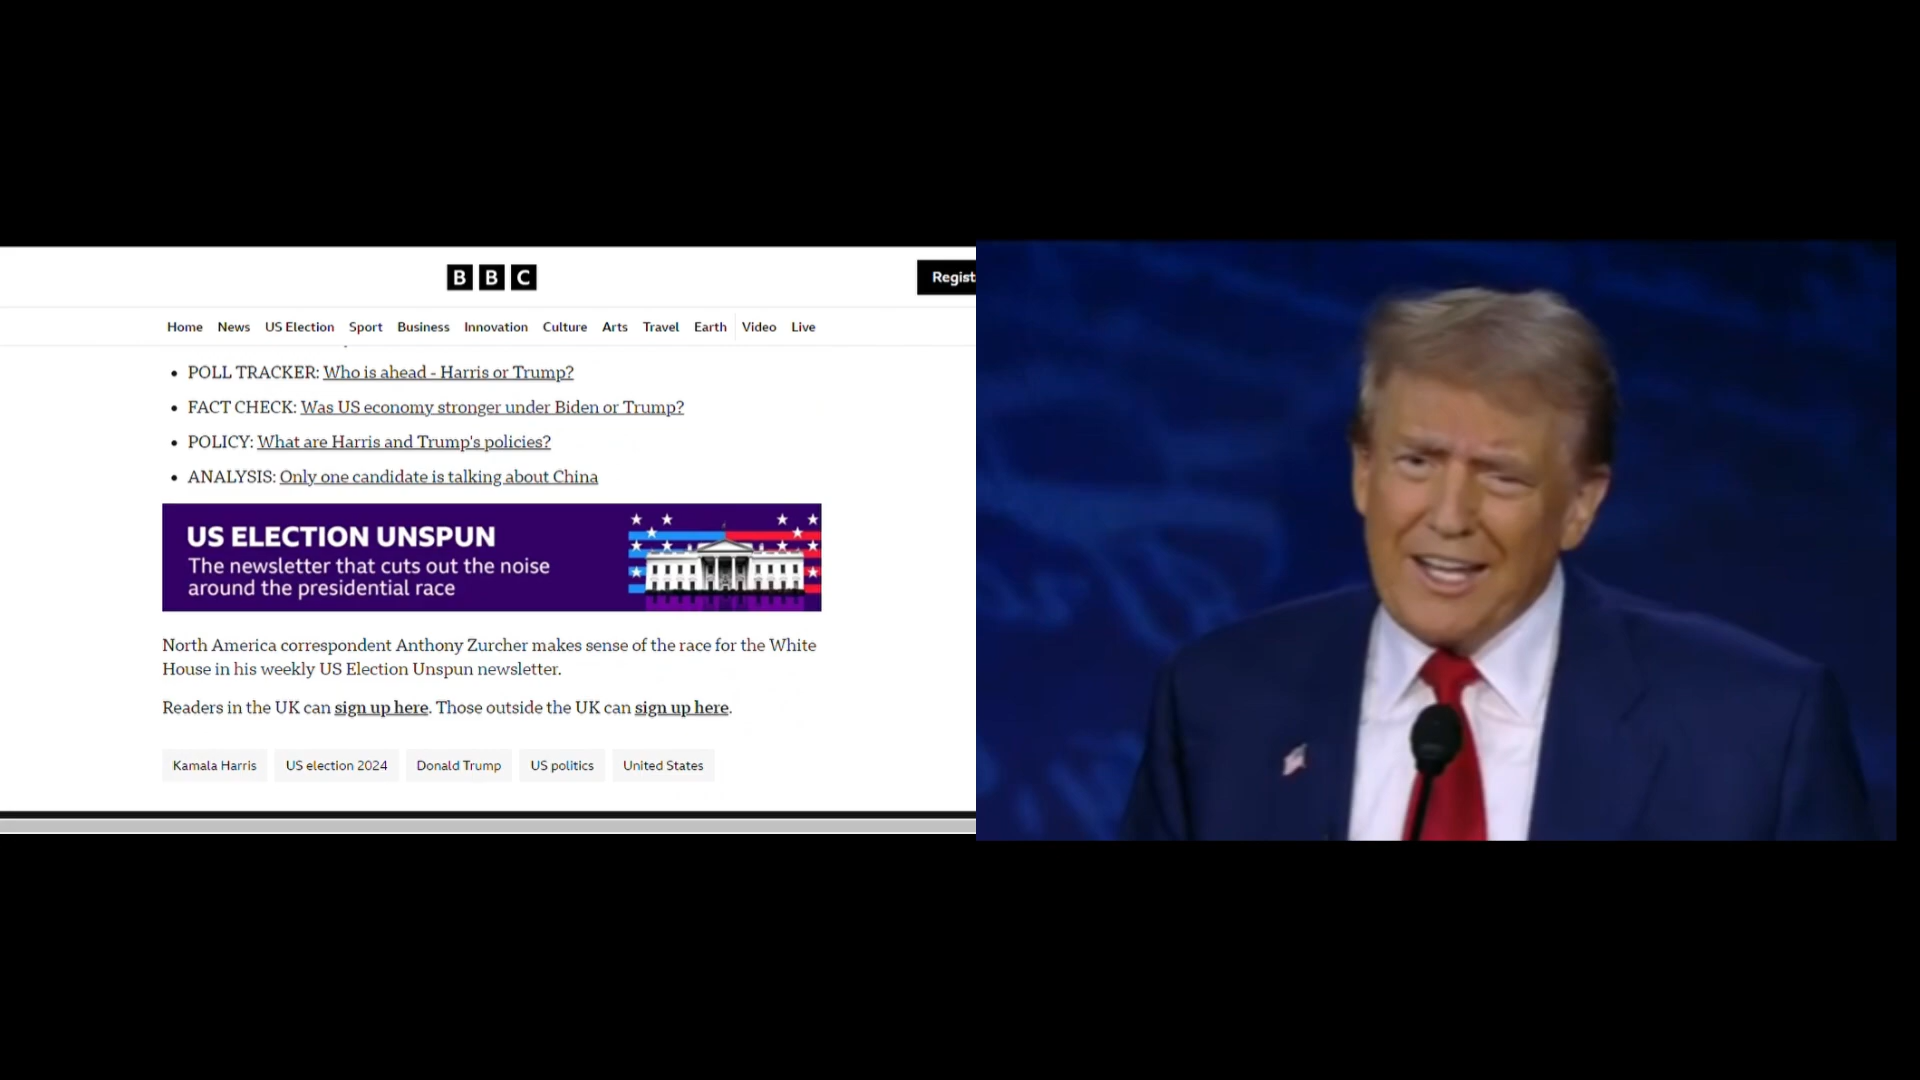 BBC
Regist
Home News US Election Sport Business Innovation Culture Arts Travel Earth Video Live
• POLL TRACKER: Who is ahead - Harris or Trump?
• FACT CHECK: Was US economy stronger under Biden or Trump?
• POLICY: What are Harris and Trump's policies?
• ANALYSIS: Only one candidate is talking about China
US ELECTION UNSPUN
The newsletter that cuts out the noise
around the presidential race
North America correspondent Anthony Zurcher makes sense of the race for the White
House in his weekly US Election Unspun newsletter.
Readers in the UK can sign up here. Those outside the UK can sign up here.
Kamala Harris US election 2024 Donald Trump US politics United States